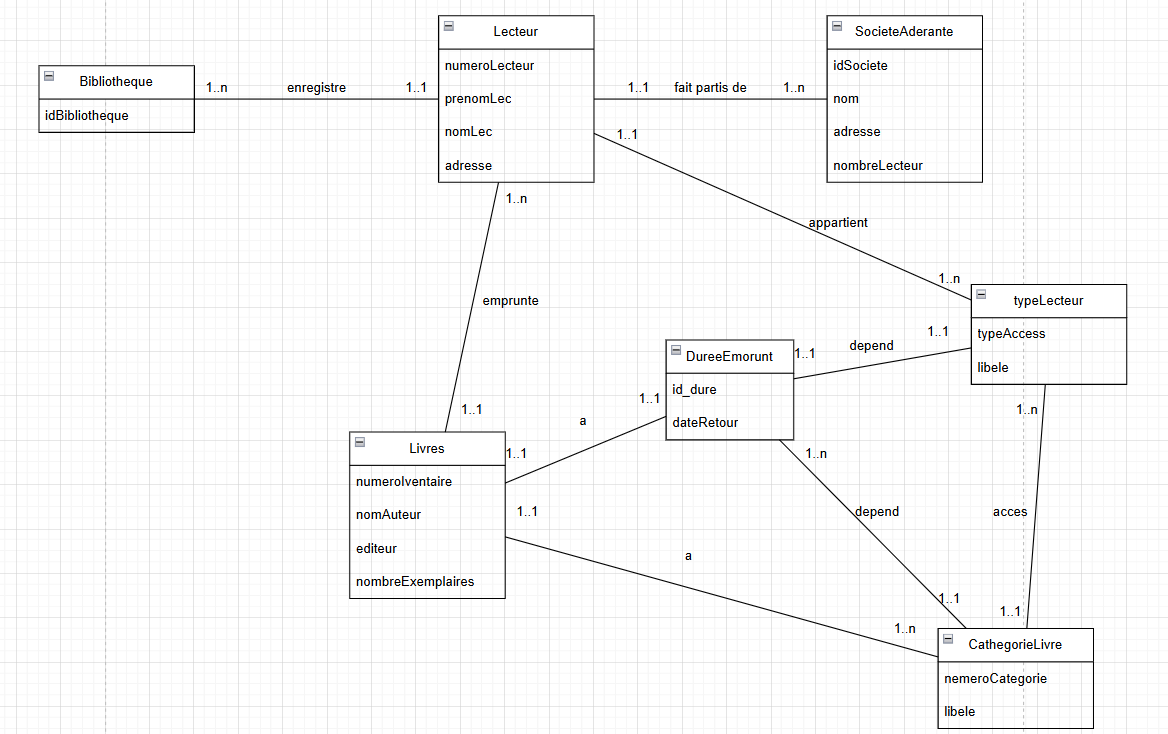 Lecteur
numeroLecteur
prenomLec
nomLec
adresse
SocieteAderante
idSociete
nom
adresse
nombreLecteur
Bibliotheque
idBibliotheque
1..n enregistre 1..1
1..1 fait partis de 1..n
1..1
appartient
1..n
1..n
emprunte
1..1
typeLecteur
typeAccess
libele
DureeEmorunt
id_dure
dateRetour
1..1 depend 1..1
1..1 a 1..1
Livres
numeroIventaire
nomAuteur
editeur
nombreExemplaires
1..n
depend
1..1
1..n
acces
1..1
1..1
a
1..n
CathegorieLivre
nemeroCategorie
libele